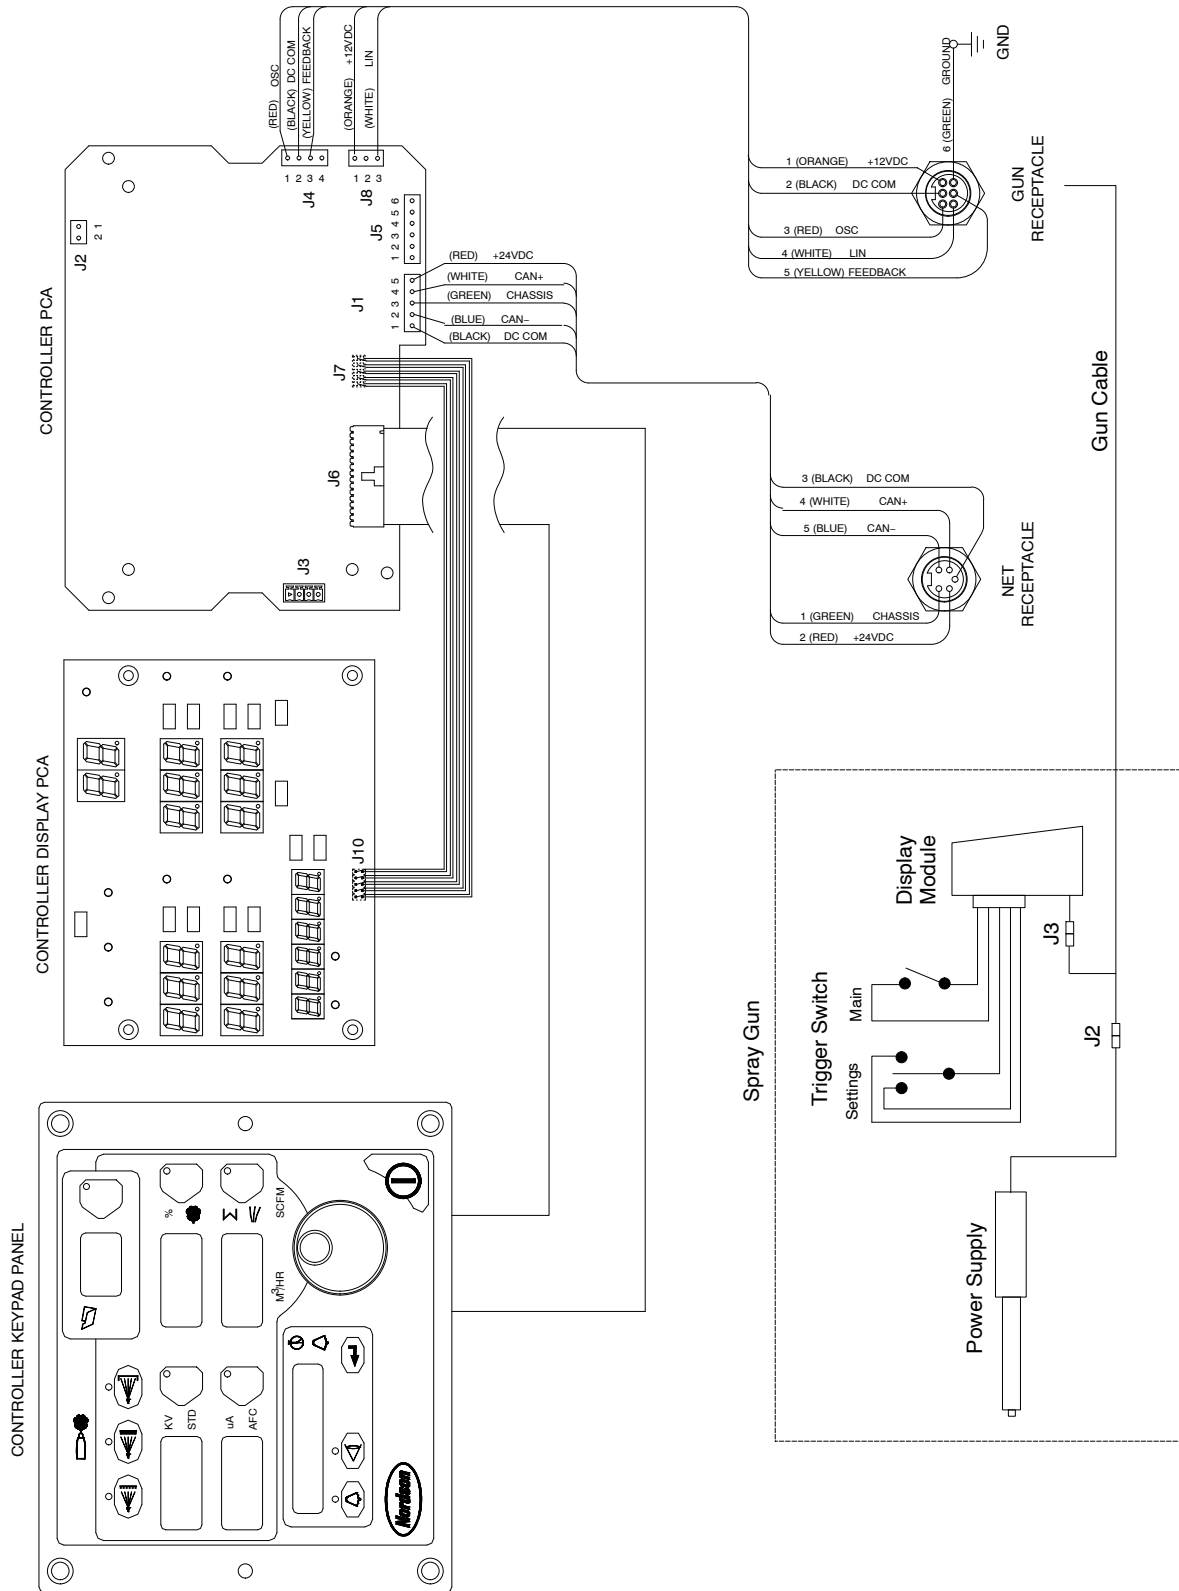 CONTROLLER PCA
J2
2 1
1 2 3 4
J4
1 2 3
J8
1 2 3 4 5 6
J5
1 2 3 4 5
J1
J7
J6
J3
(RED) OSC
(BLACK) DC COM
(YELLOW) FEEDBACK
(ORANGE) +12VDC
(WHITE) LIN
(RED) +24VDC
(WHITE) CAN+
(GREEN) CHASSIS
(BLUE) CAN−
(BLACK) DC COM
1 (ORANGE) +12VDC
2 (BLACK) DC COM
3 (RED) OSC
4 (WHITE) LIN
5 (YELLOW) FEEDBACK
6 (GREEN) GROUND
GND
GUN
RECEPTACLE
Gun Cable
3 (BLACK) DC COM
4 (WHITE) CAN+
5 (BLUE) CAN−
1 (GREEN) CHASSIS
2 (RED) +24VDC
NET
RECEPTACLE
CONTROLLER DISPLAY PCA
J10
CONTROLLER KEYPAD PANEL
%
SCFM
M³/HR
KV
STD
uA
AFC
Nordson
Spray Gun
Trigger Switch
Main
Settings
Display
Module
J3
J2
Power Supply